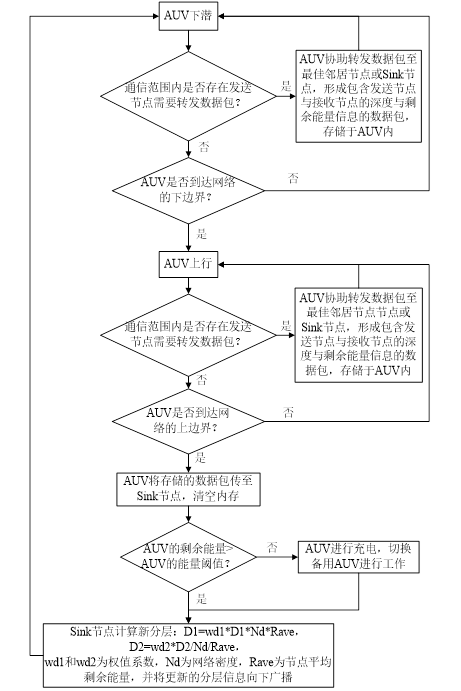 AUV下潜
通信范围内是否存在发送
节点需要转发数据包?
是
AUV协助转发数据包至
最佳邻居节点或Sink节
点，形成包含发送节点
与接收节点的深度与剩
余能量信息的数据包，
存储于AUV内
否
AUV是否到达网络
的下边界?
否
是
AUV上行
通信范围内是否存在发送
节点需要转发数据包?
是
AUV协助转发数据包至
最佳邻居节点节点或
Sink节点，形成包含发
送节点与接收节点的深
度与剩余能量信息的数
据包，存储于AUV内
否
AUV是否到达网
络的上边界?
否
是
AUV将存储的数据包传至
Sink节点，清空内存
AUV的剩余能量>
AUV的能量阈值?
否
AUV进行充电，切换
备用AUV进行工作
是
Sink节点计算新分层：D1=wd1*D1*Nd*Rave，
D2=wd2*D2/Nd/Rave，
wd1和wd2为权值系数，Nd为网络密度，Rave为节点平均
剩余能量，并将更新的分层信息向下广播